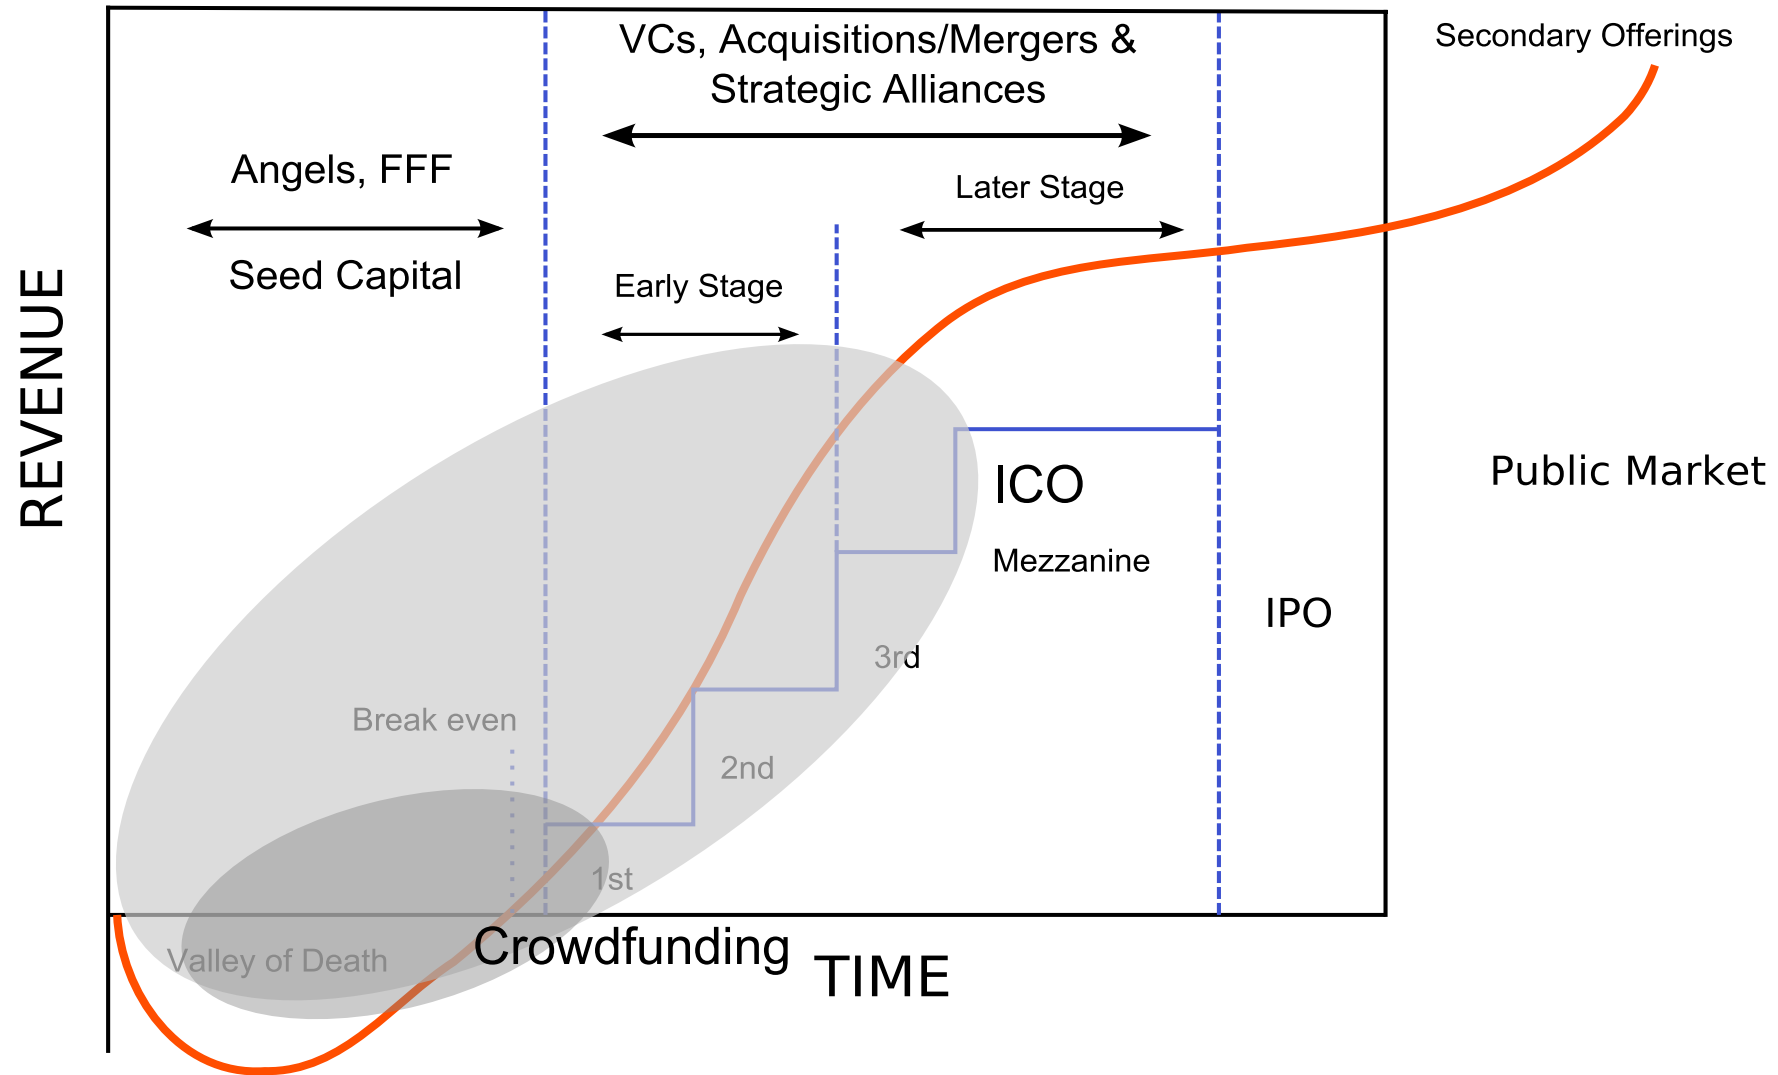 VCs, Acquisitions/Mergers &
Strategic Alliances
Secondary Offerings
Angels, FFF
Later Stage
Seed Capital
Early Stage
REVENUE
ICO
Public Market
Mezzanine
IPO
3rd
Break even
2nd
1st
Valley of Death
Crowdfunding
TIME